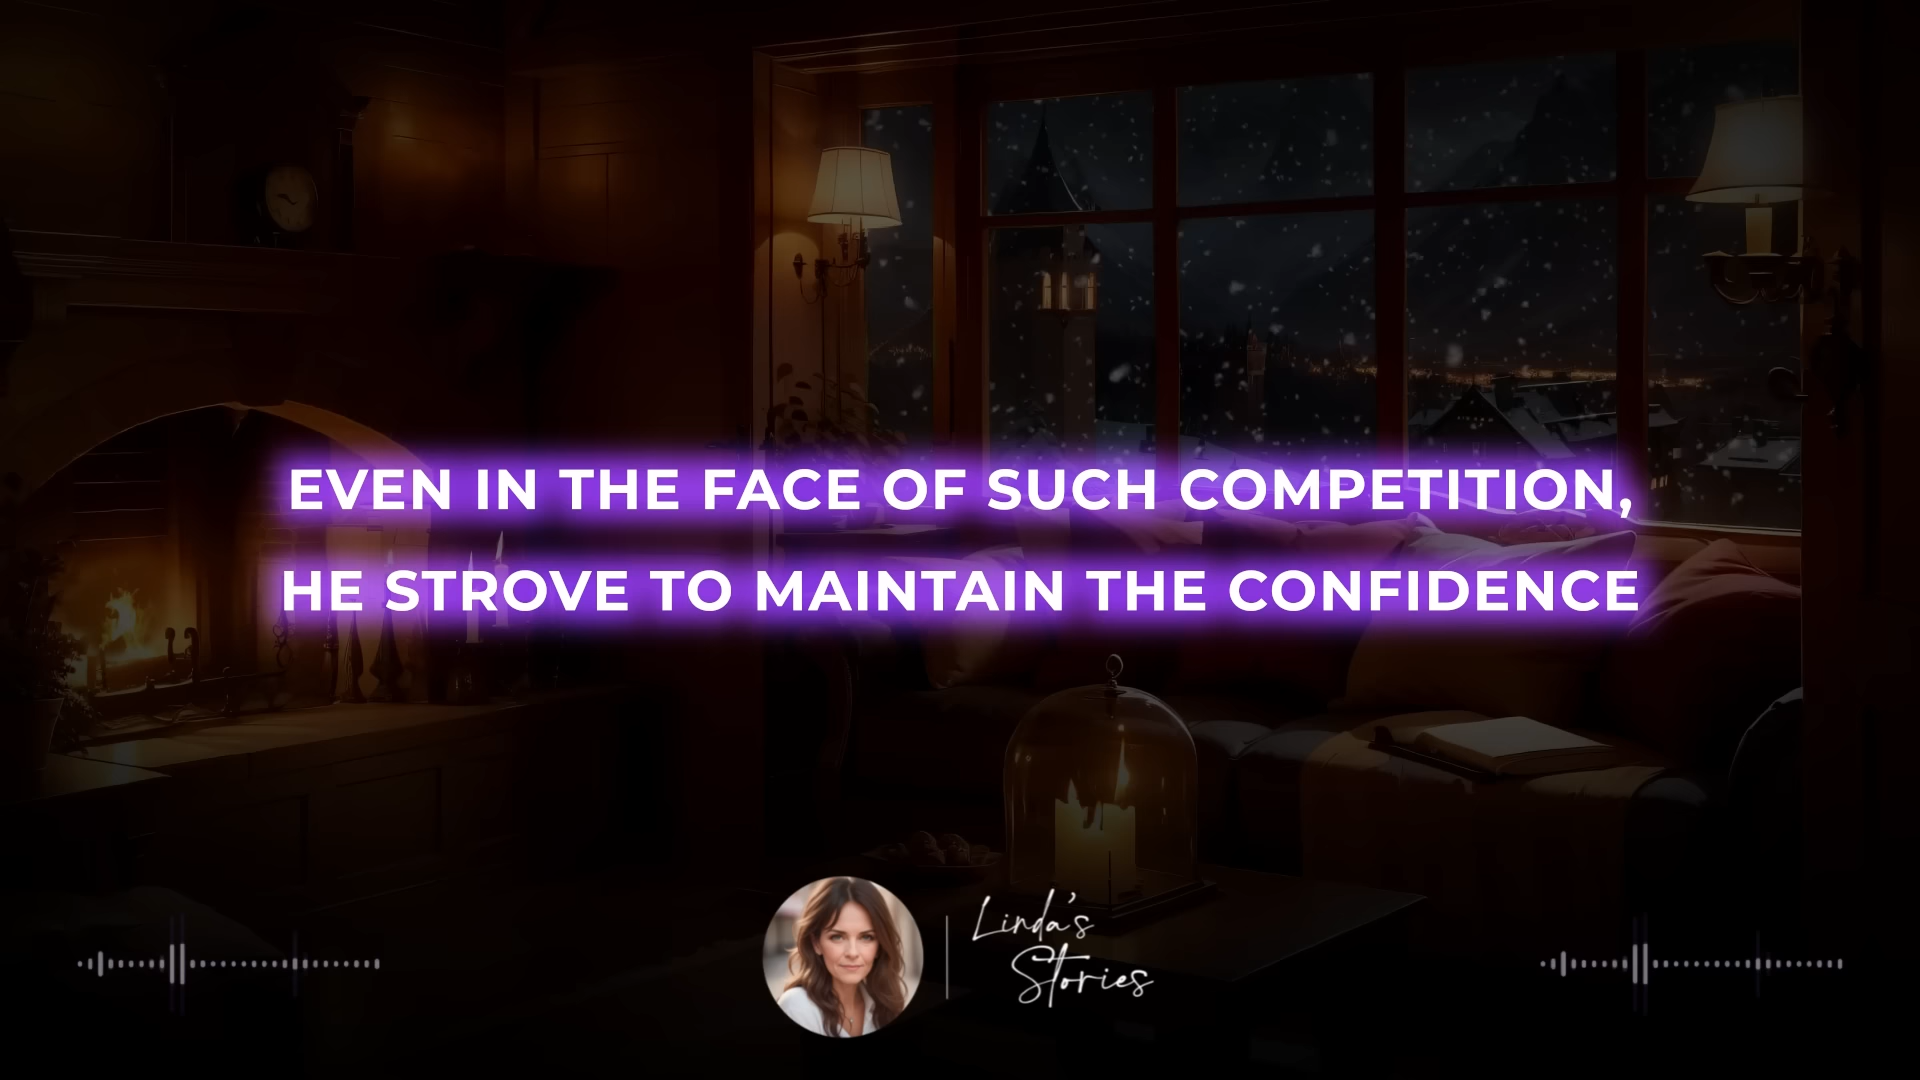 EVEN IN THE FACE OF SUCH COMPETITION,
HE STROVE TO MAINTAIN THE CONFIDENCE
Linda's
Stories